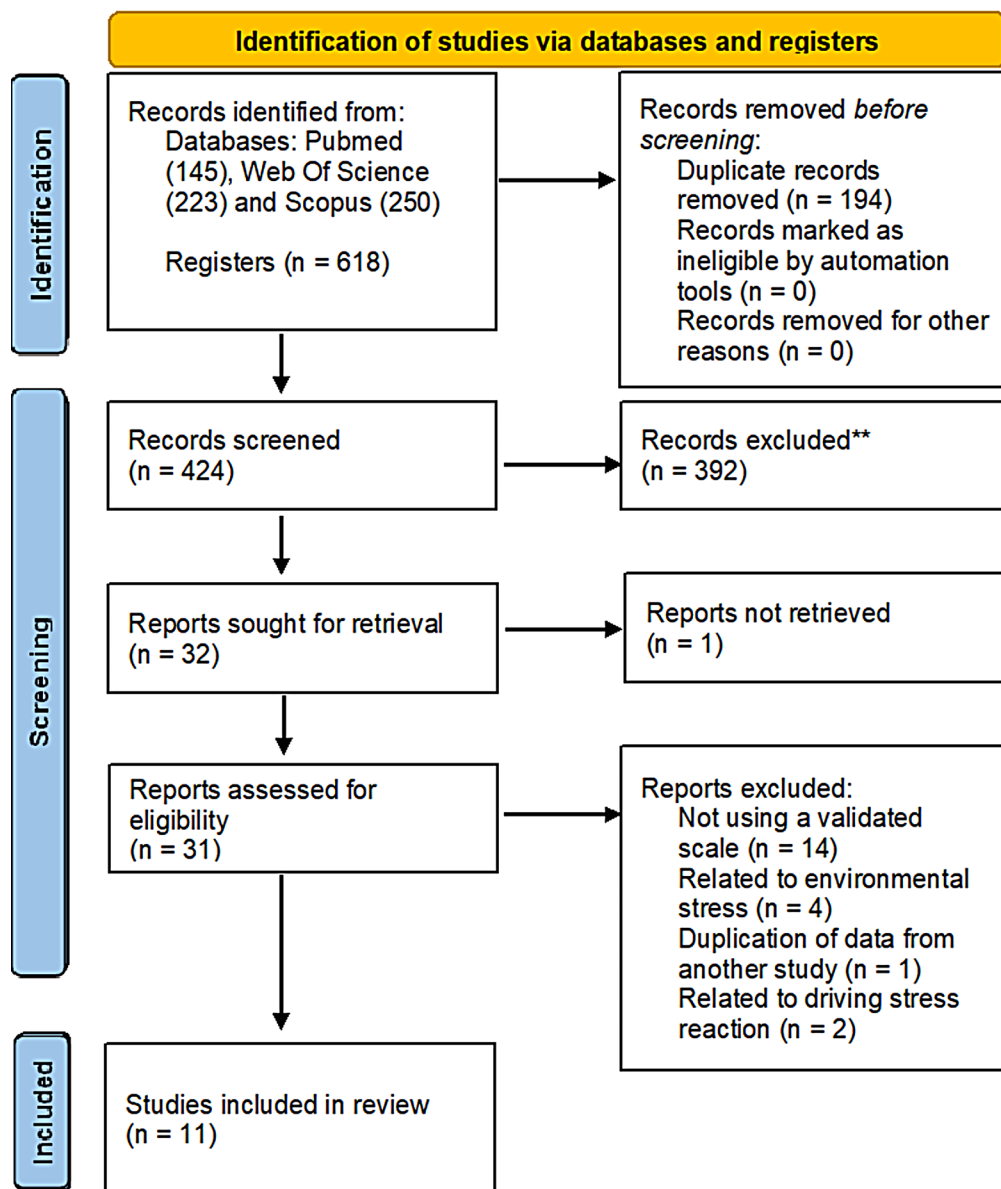 Identification of studies via databases and registers
Identification
Records identified from:
Databases: Pubmed
(145), Web Of Science
(223) and Scopus (250)
Registers (n = 618)
Records removed before
screening:
Duplicate records
removed (n = 194)
Records marked as
ineligible by automation
tools (n = 0)
Records removed for other
reasons (n = 0)
Screening
Records screened
(n = 424)
Records excluded**
(n = 392)
Reports sought for retrieval
(n = 32)
Reports not retrieved
(n = 1)
Reports assessed for
eligibility
(n = 31)
Reports excluded:
Not using a validated
scale (n = 14)
Related to environmental
stress (n = 4)
Duplication of data from
another study (n = 1)
Related to driving stress
reaction (n = 2)
Included
Studies included in review
(n = 11)